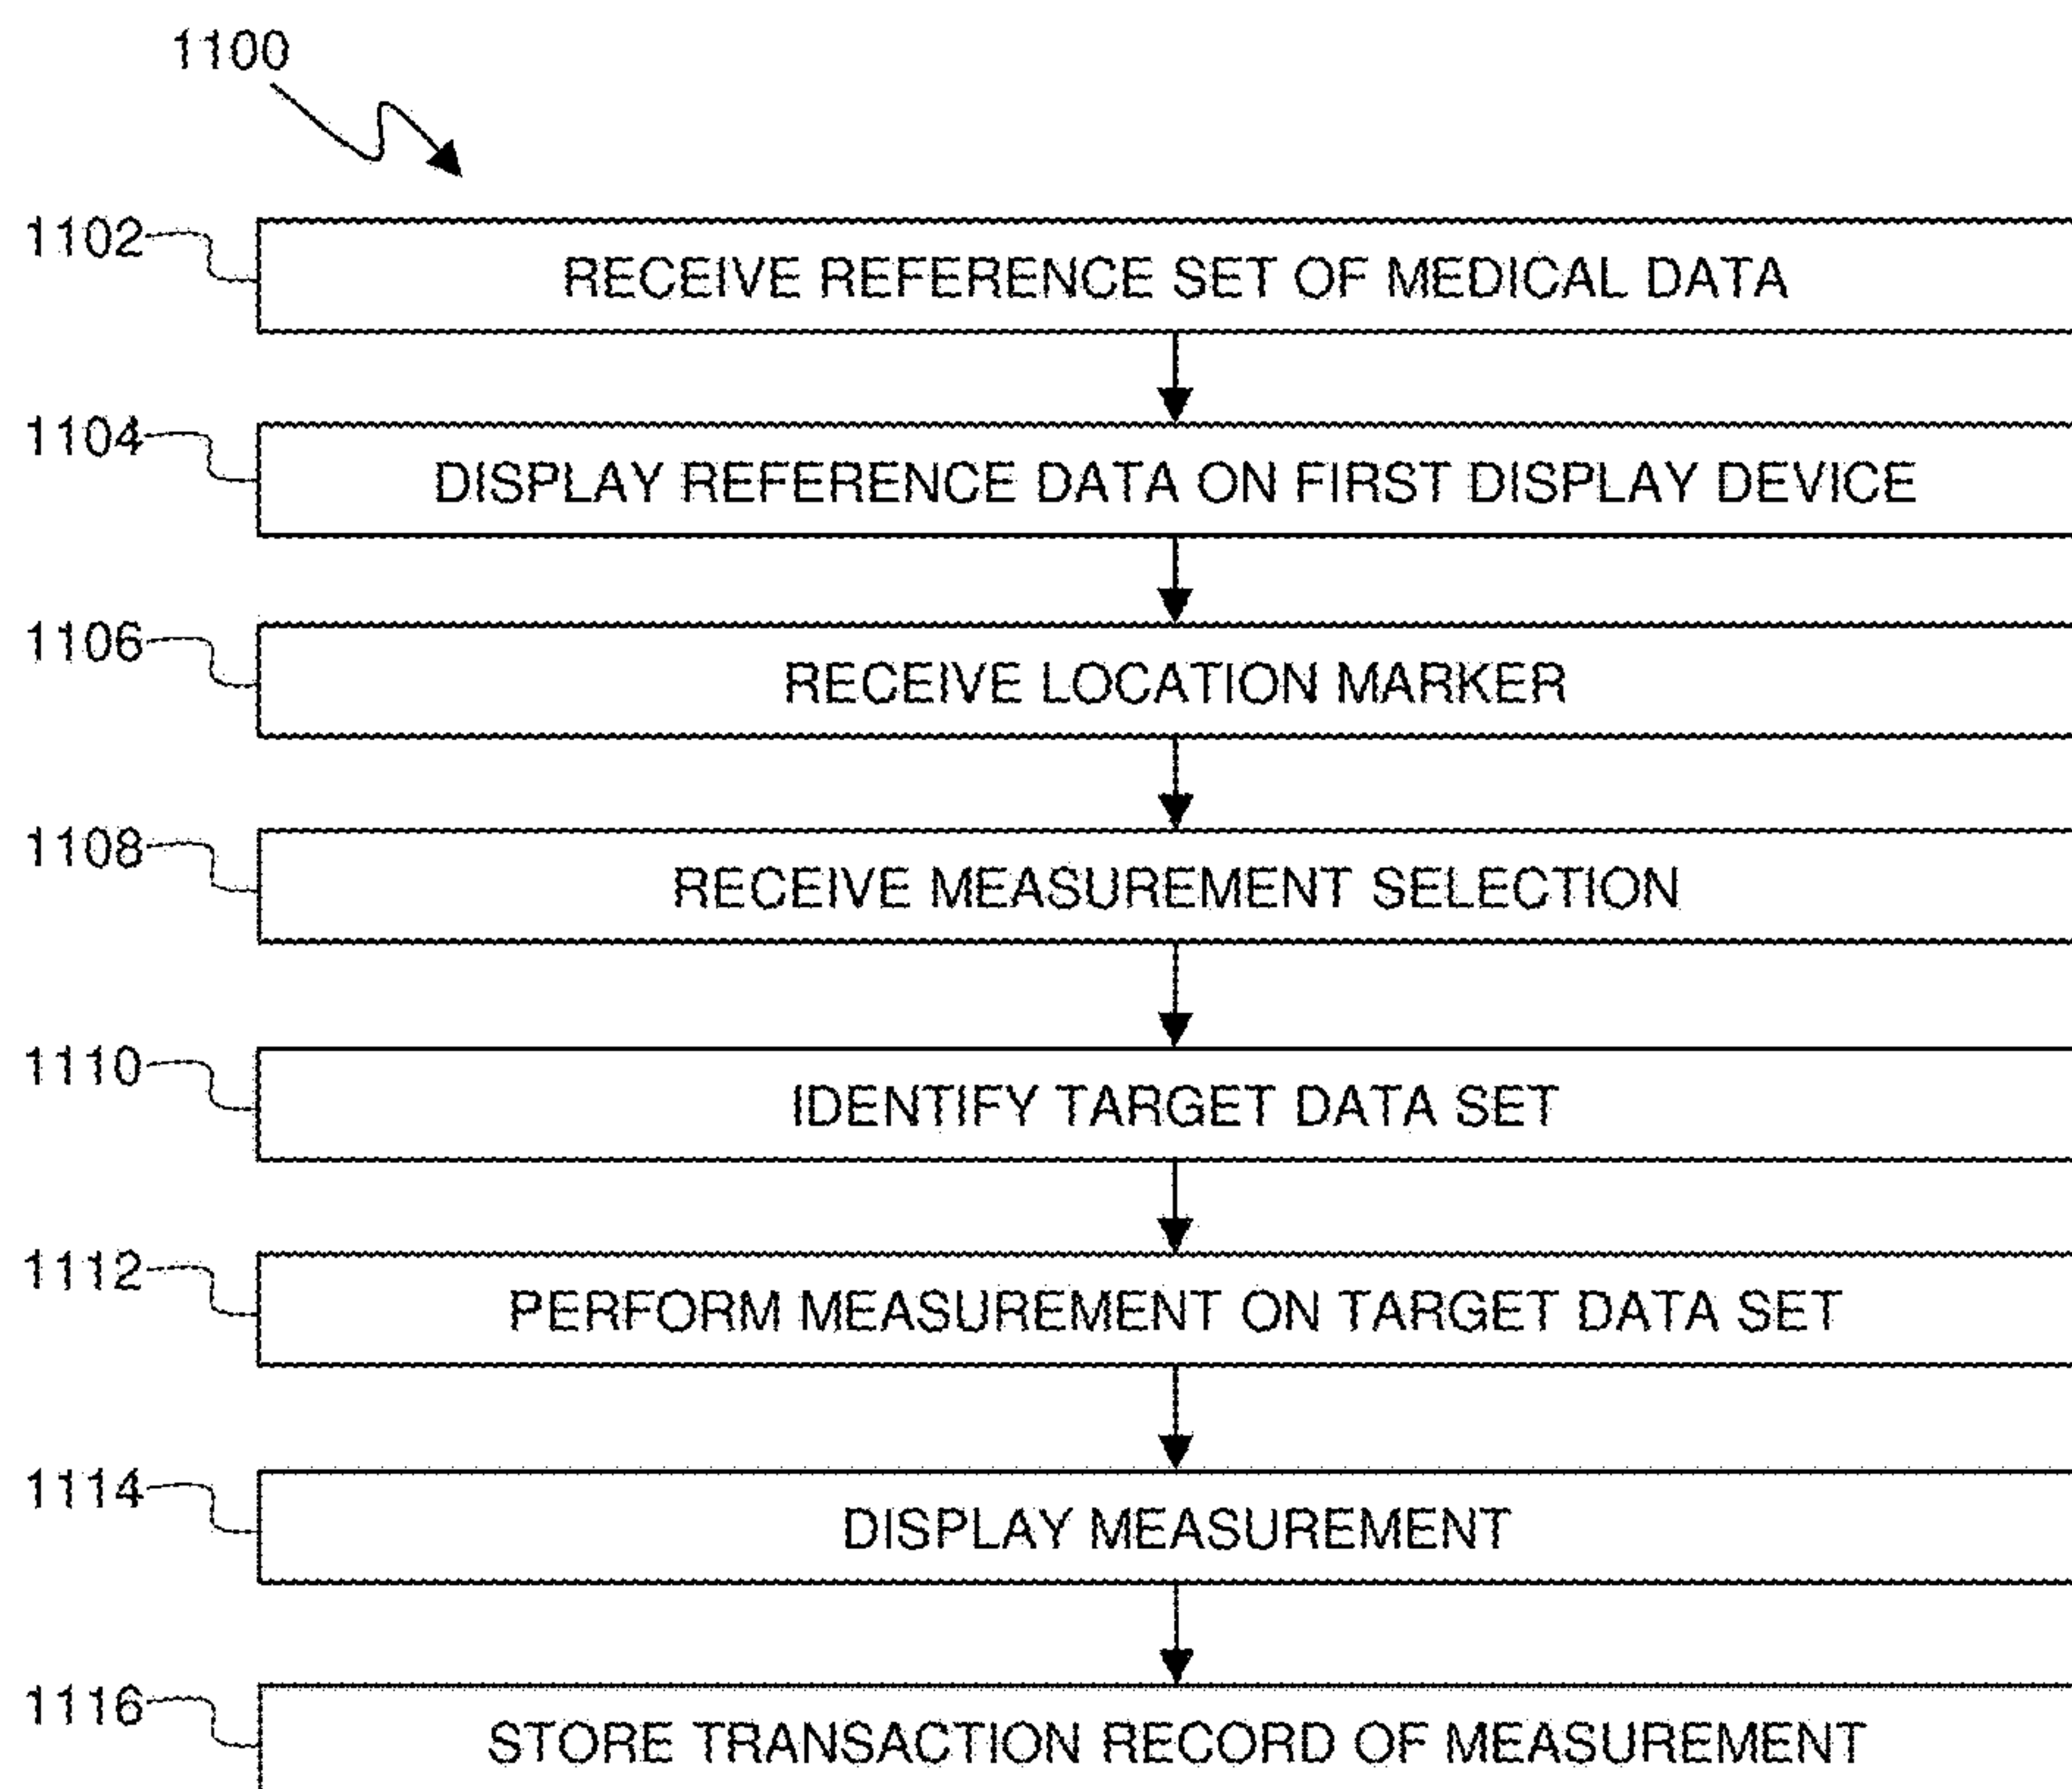 1100
1102
RECEIVE REFERENCE SET OF MEDICAL DATA
1104
DISPLAY REFERENCE DATA ON FIRST DISPLAY DEVICE
1106
RECEIVE LOCATION MARKER
1108
RECEIVE MEASUREMENT SELECTION
1110
IDENTIFY TARGET DATA SET
1112
PERFORM MEASUREMENT ON TARGET DATA SET
1114
DISPLAY MEASUREMENT
1116
STORE TRANSACTION RECORD OF MEASUREMENT